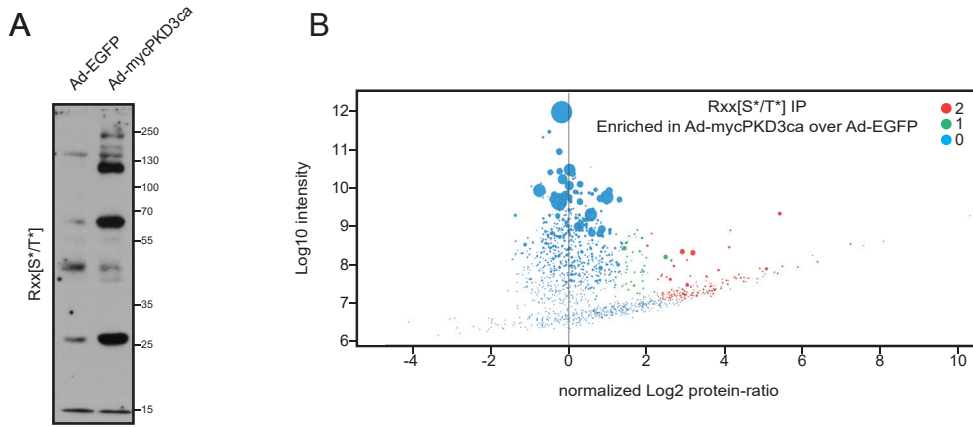 A
Ad-EGFP
Ad-mycPKD3ca
Rxx[S*/T*]
250
130
100
70
55
35
25
15
B
Rxx[S*/T*] IP
Enriched in Ad-mycPKD3ca over Ad-EGFP
2
1
0
Log10 intensity
12
11
10
9
8
7
6
-4
-2
0
2
4
6
8
10
normalized Log2 protein-ratio